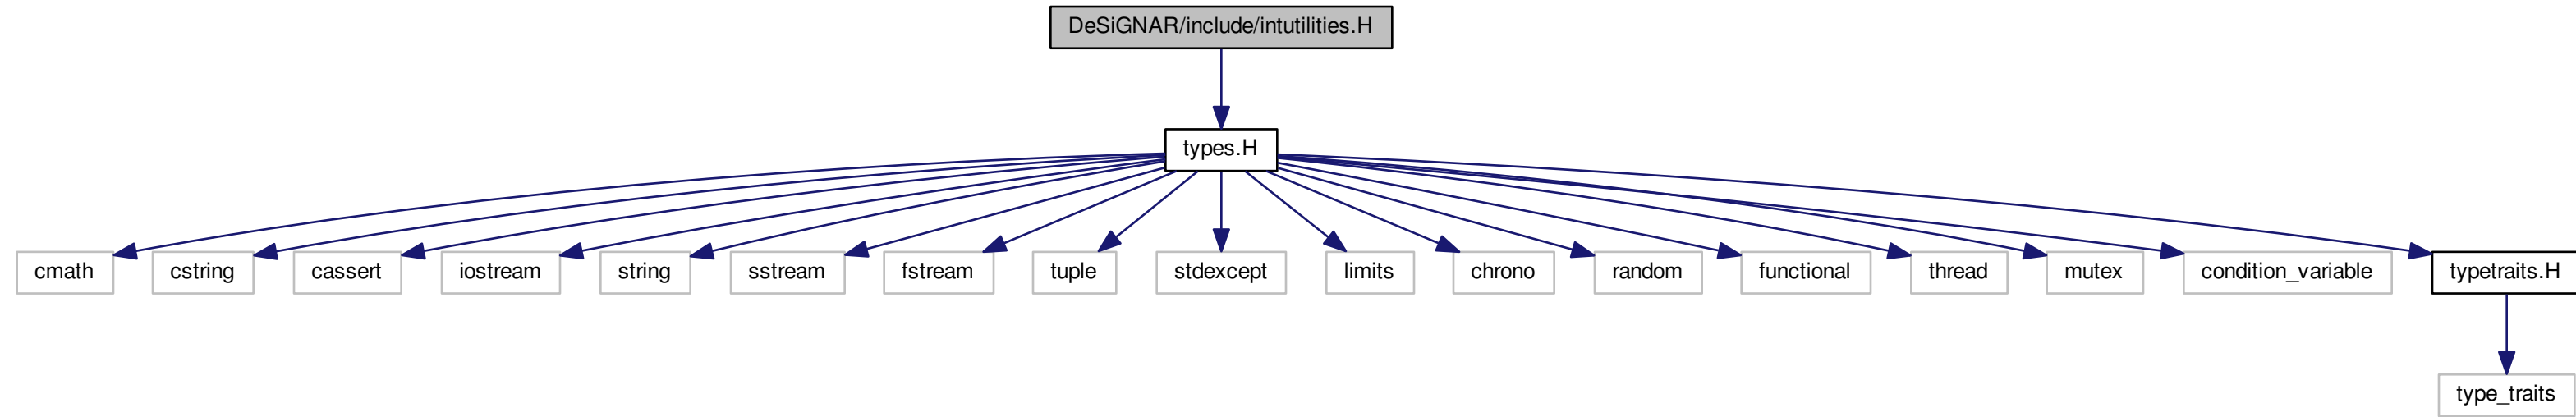 DeSiGNAR/include/intutilities.H
types.H
cmath
cstring
cassert
iostream
string
sstream
fstream
tuple
stdexcept
limits
chrono
random
functional
thread
mutex
condition_variable
typetraits.H
type_traits